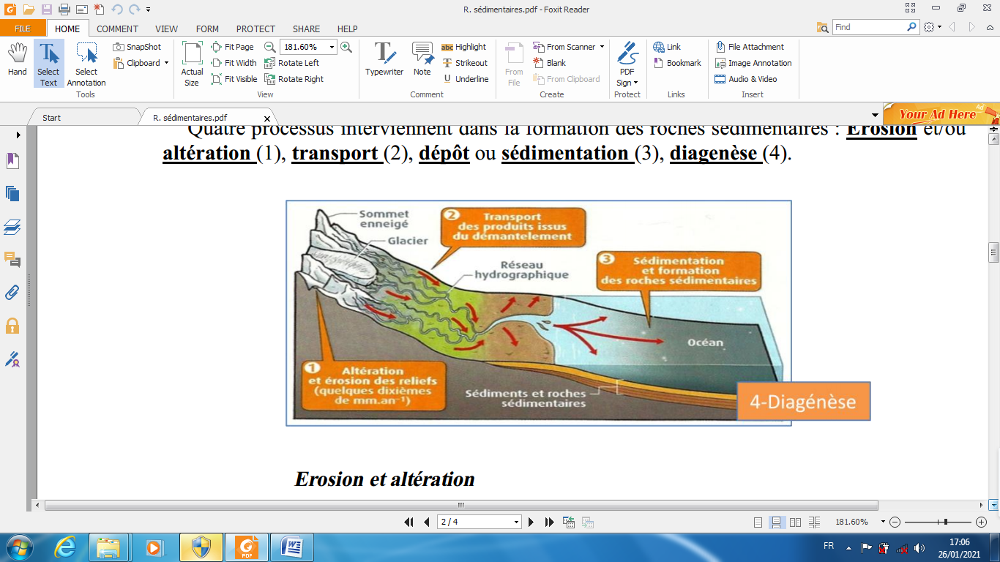 R. sédimentaires.pdf - Foxit Reader
FILE HOME COMMENT VIEW FORM PROTECT SHARE HELP
Find
Hand
Select
Text
Select
Annotation
SnapShot
Clipboard
Tools
Actual
Size
Fit Page
Fit Width
Fit Visible
181.60%
Rotate Left
Rotate Right
View
Typewriter
Note
abc Highlight
Strikeout
Underline
Comment
From
File
From Scanner
Blank
From Clipboard
Create
PDF
Sign
Protect
Link
Bookmark
Links
File Attachment
Image Annotation
Audio & Video
Insert
Start
R. sédimentaires.pdf
Your Ad Here
Ad
Quatre processus interviennent dans la formation des roches sédimentaires : Erosion et/ou
altération (1), transport (2), dépôt ou sédimentation (3), diagenèse (4).
Sommet
enneigé
Glacier
2 Transport
des produits issus
du démantelement
Réseau
hydrographique
3 Sédimentation
et formation
des roches sédimentaires
Océan
1 Altération
et érosion des reliefs
(quelques dixièmes
de mm.an⁻¹)
Sédiments et roches
sédimentaires
4-Diagénèse
Erosion et altération
2 / 4
181.60%
PDF
W
FR
17:06
26/01/2021